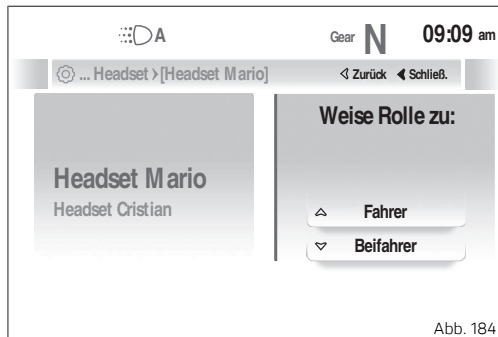 A Gear N 09:09 am
... Headset › [Headset Mario] Zurück Schließ.
Weise Rolle zu:
Headset Mario
Headset Cristian
Fahrer
Beifahrer
Abb. 184